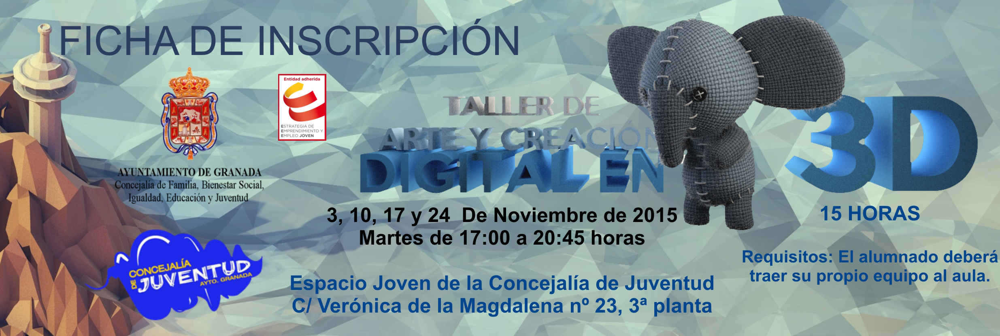 FICHA DE INSCRIPCIÓN
Entidad adherida
ESTRATEGIA DE
EMPRENDIMIENTO Y
EMPLEO JOVEN
AYUNTAMIENTO DE GRANADA
Concejalía de Familia, Bienestar Social,
Igualdad, Educación y Juventud
CONCEJALÍA
DE JUVENTUD
AYTO. GRANADA
TALLER DE
ARTE Y CREACIÓN
DIGITAL EN 3D
3, 10, 17 y 24 De Noviembre de 2015
Martes de 17:00 a 20:45 horas
Espacio Joven de la Concejalía de Juventud
C/ Verónica de la Magdalena nº 23, 3ª planta
15 HORAS
Requisitos: El alumnado deberá
traer su propio equipo al aula.